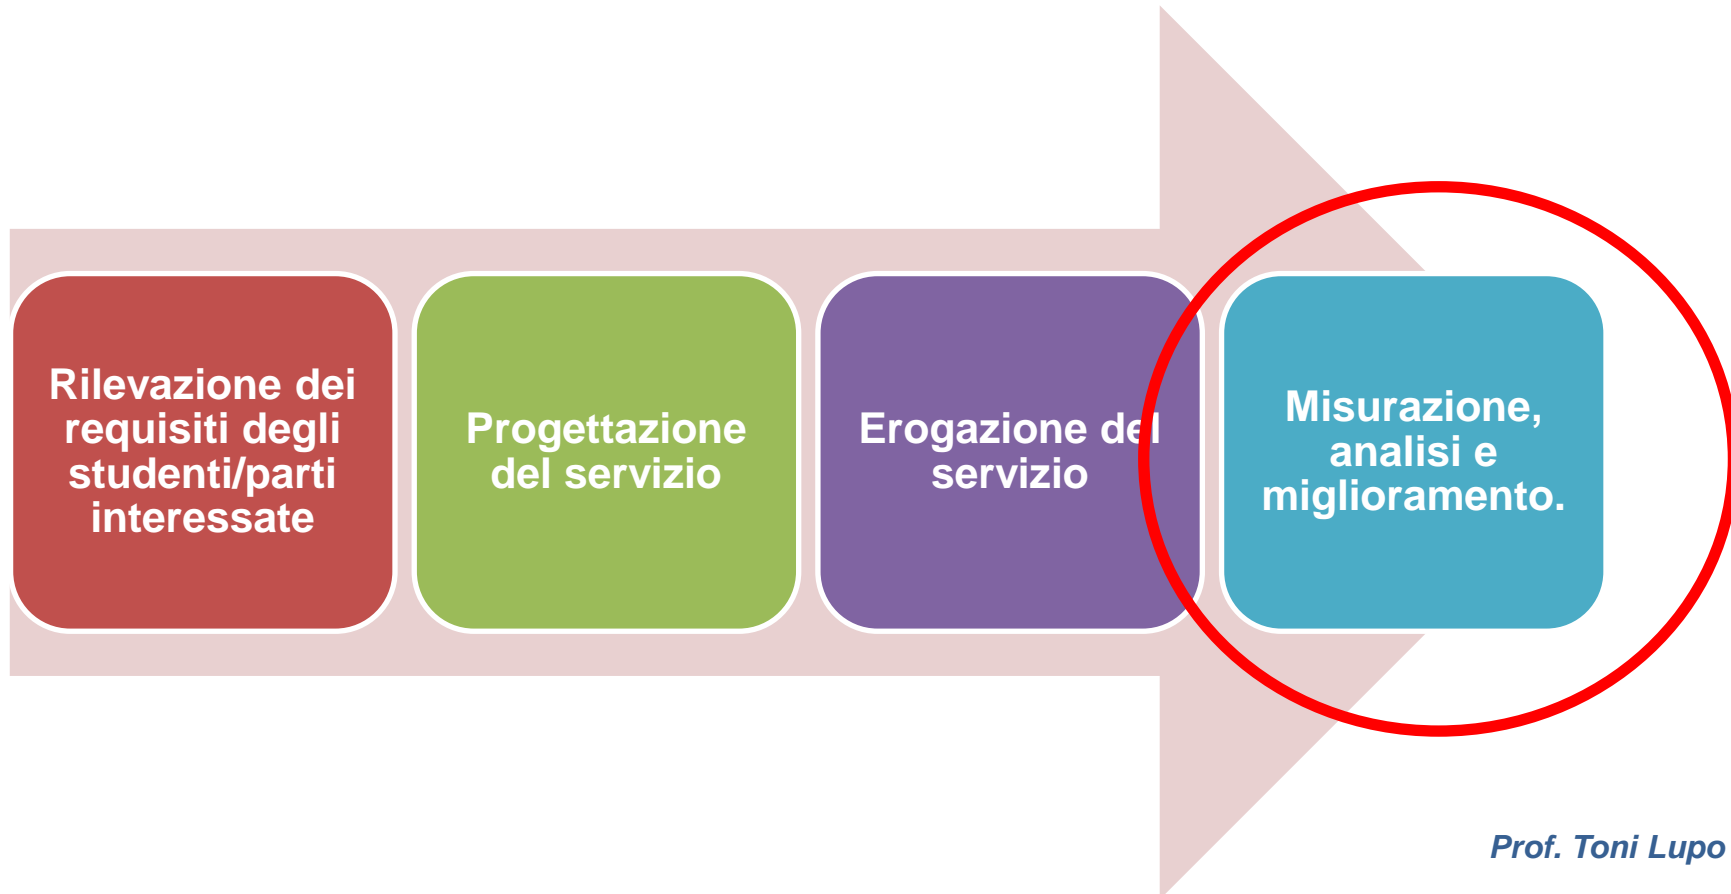 Rilevazione dei
requisiti degli
studenti/parti
interessate
Progettazione
del servizio
Erogazione del
servizio
Misurazione,
analisi e
miglioramento.
Prof. Toni Lupo